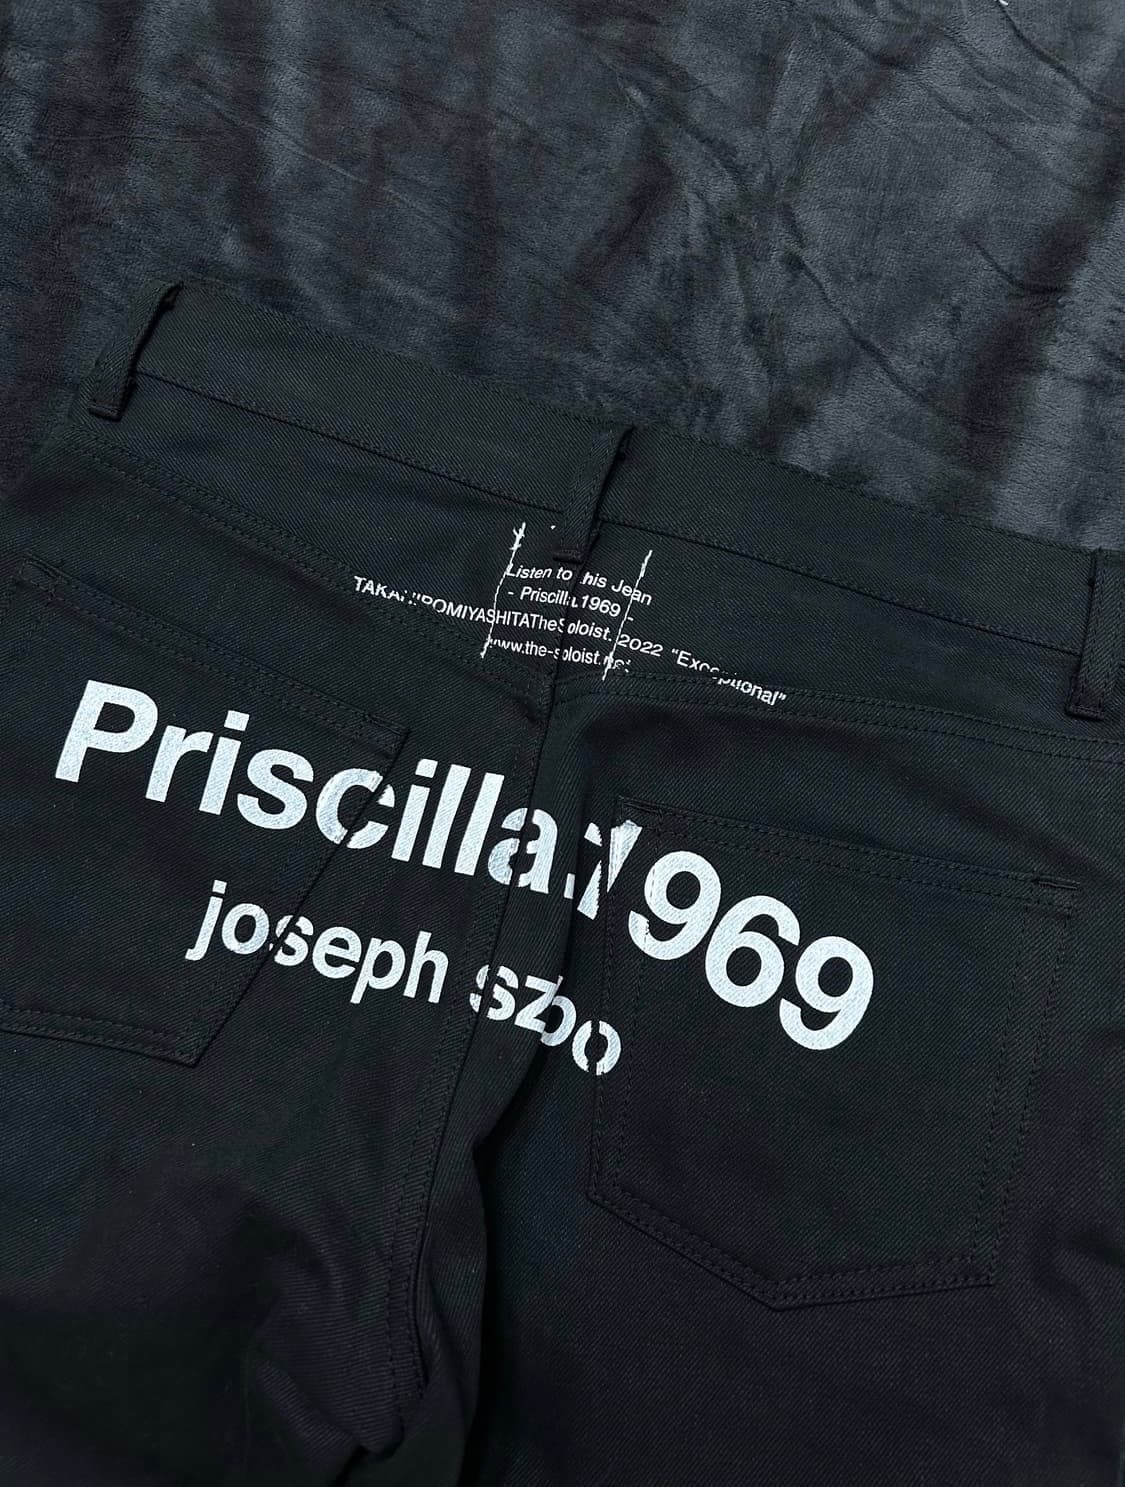 Listen to this Jean
- Priscilla.1969 -
TAKAHIROMIYASHITATheSoloist. 2022 "Exceptional"
www.the-soloist.net
Priscilla.1969
joseph szbo